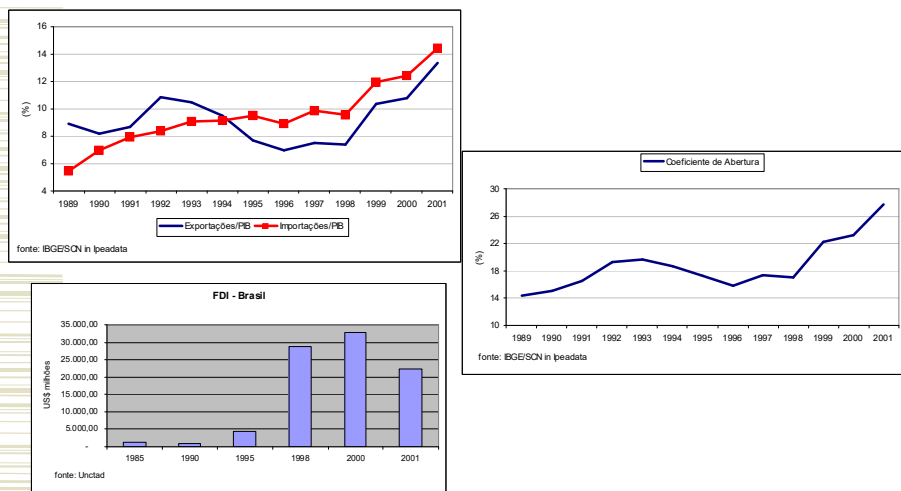 16
14
12
10
8
6
4
(%)
1989 1990 1991 1992 1993 1994 1995 1996 1997 1998 1999 2000 2001
Exportações/PIB Importações/PIB
fonte: IBGE/SCN in Ipeadata
Coeficiente de Abertura
30
26
22
18
14
10
(%)
1989 1990 1991 1992 1993 1994 1995 1996 1997 1998 1999 2000 2001
fonte: IBGE/SCN in Ipeadata
FDI - Brasil
35.000,00
30.000,00
25.000,00
20.000,00
15.000,00
10.000,00
5.000,00
-
US$ milhões
1985 1990 1995 1998 2000 2001
fonte: Unctad